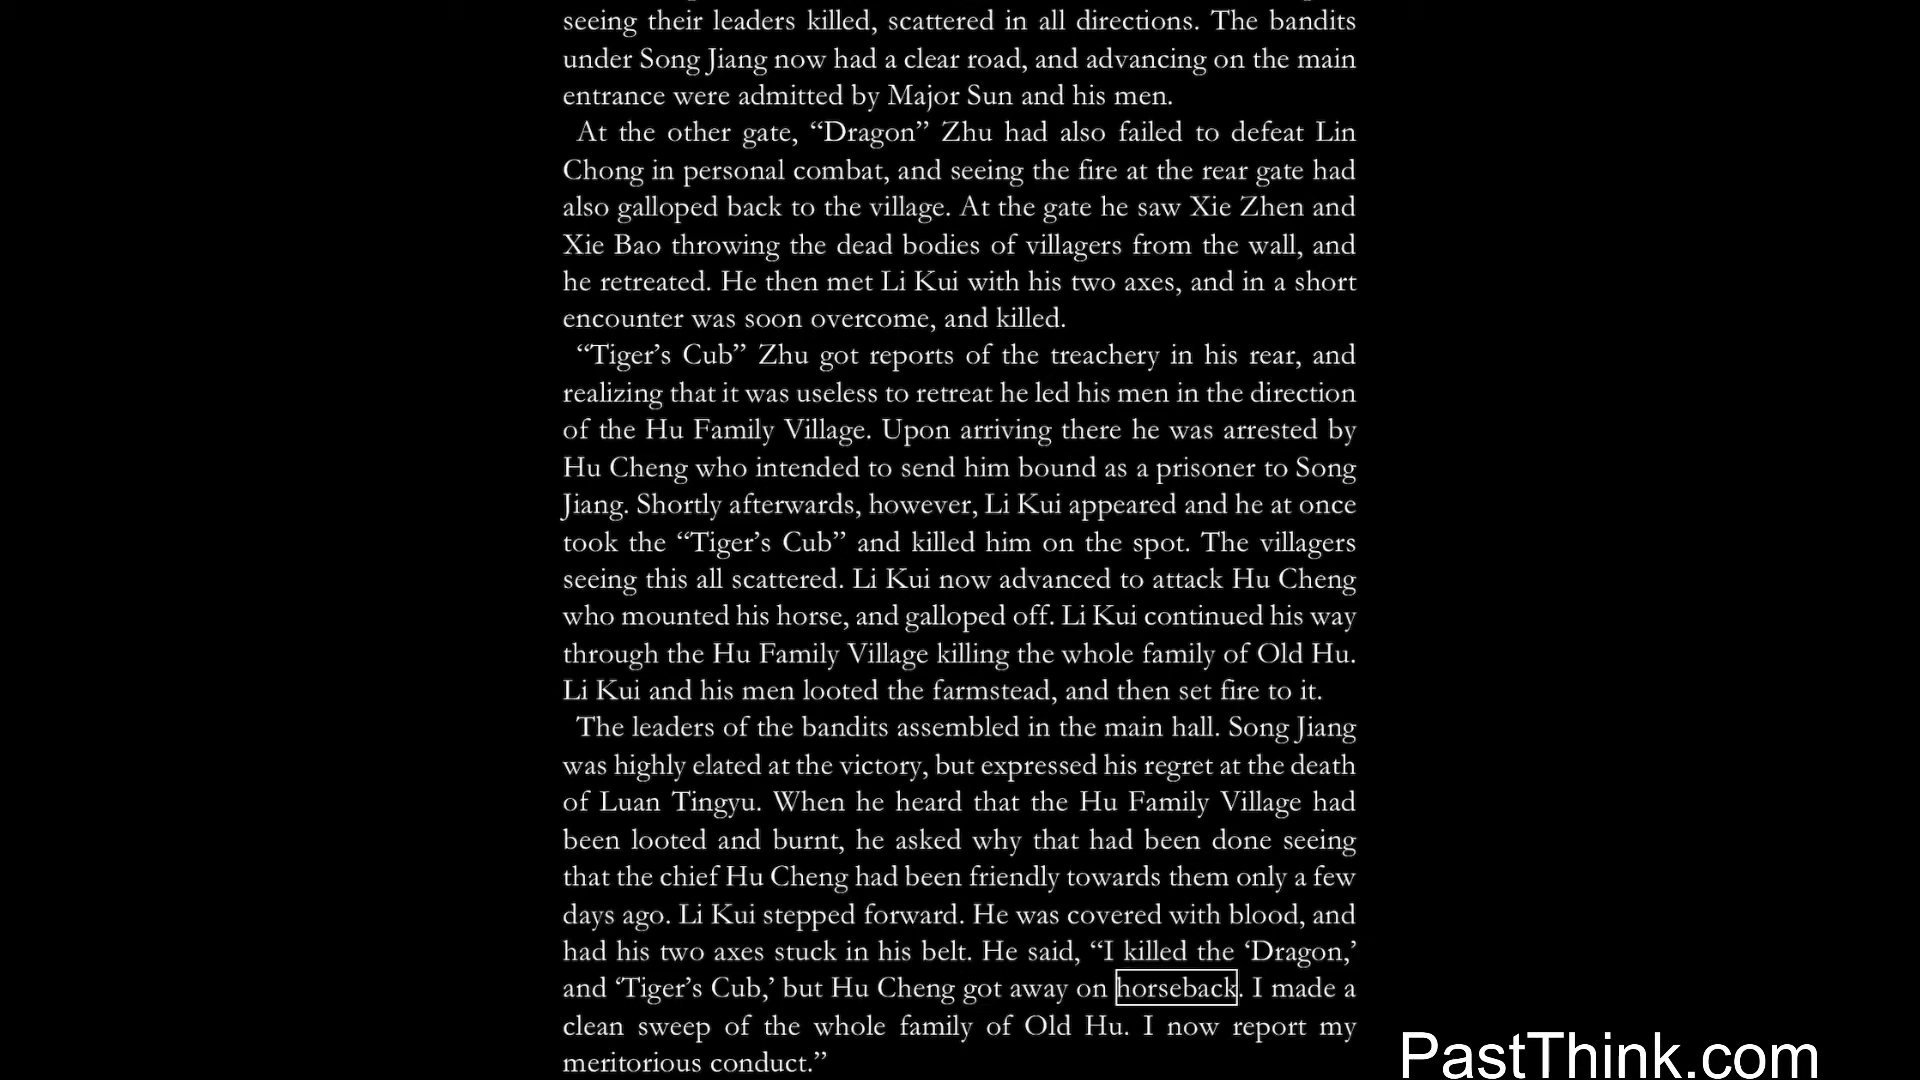 seeing their leaders killed, scattered in all directions. The bandits
under Song Jiang now had a clear road, and advancing on the main
entrance were admitted by Major Sun and his men.
At the other gate, “Dragon” Zhu had also failed to defeat Lin
Chong in personal combat, and seeing the fire at the rear gate had
also galloped back to the village. At the gate he saw Xie Zhen and
Xie Bao throwing the dead bodies of villagers from the wall, and
he retreated. He then met Li Kui with his two axes, and in a short
encounter was soon overcome, and killed.
“Tiger’s Cub” Zhu got reports of the treachery in his rear, and
realizing that it was useless to retreat he led his men in the direction
of the Hu Family Village. Upon arriving there he was arrested by
Hu Cheng who intended to send him bound as a prisoner to Song
Jiang. Shortly afterwards, however, Li Kui appeared and he at once
took the “Tiger’s Cub” and killed him on the spot. The villagers
seeing this all scattered. Li Kui now advanced to attack Hu Cheng
who mounted his horse, and galloped off. Li Kui continued his way
through the Hu Family Village killing the whole family of Old Hu.
Li Kui and his men looted the farmstead, and then set fire to it.
The leaders of the bandits assembled in the main hall. Song Jiang
was highly elated at the victory, but expressed his regret at the death
of Luan Tingyu. When he heard that the Hu Family Village had
been looted and burnt, he asked why that had been done seeing
that the chief Hu Cheng had been friendly towards them only a few
days ago. Li Kui stepped forward. He was covered with blood, and
had his two axes stuck in his belt. He said, “I killed the ‘Dragon,’
and ‘Tiger’s Cub,’ but Hu Cheng got away on horseback. I made a
clean sweep of the whole family of Old Hu. I now report my
meritorious conduct.”
PastThink.com